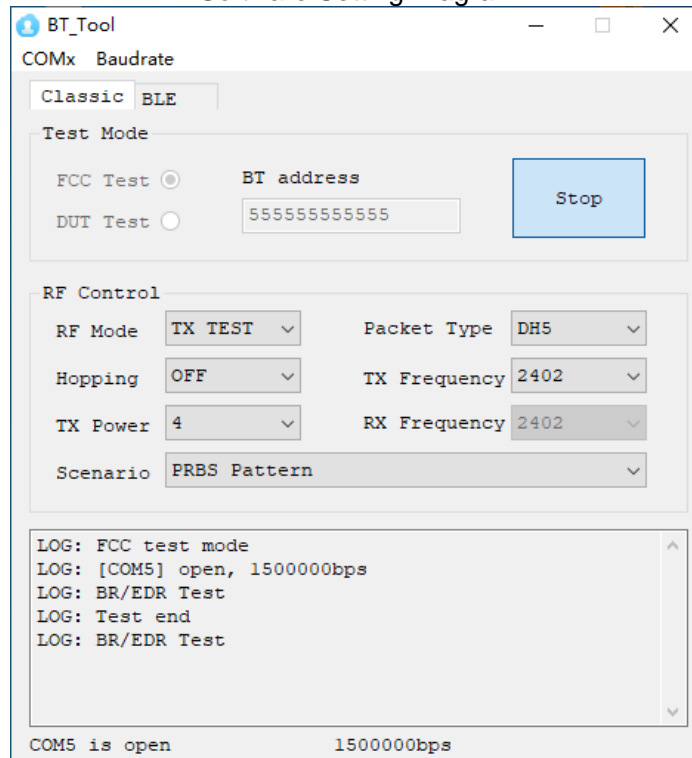 BT_Tool
COMx Baudrate
Classic BLE
Test Mode
FCC Test BT address
DUT Test 555555555555 Stop
RF Control
RF Mode TX TEST Packet Type DH5
Hopping OFF TX Frequency 2402
TX Power 4 RX Frequency 2402
Scenario PRBS Pattern
LOG: FCC test mode
LOG: [COM5] open, 1500000bps
LOG: BR/EDR Test
LOG: Test end
LOG: BR/EDR Test
COM5 is open 1500000bps